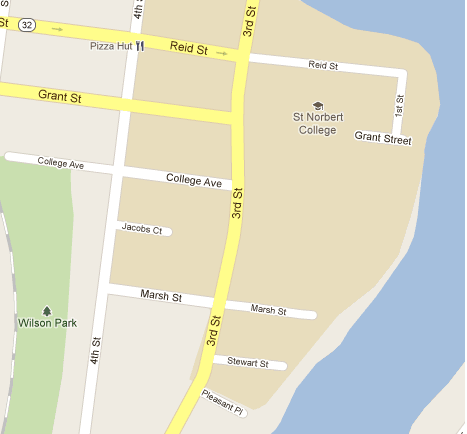 S
4th S
3rd St
St
32
Pizza Hut
Reid St
Reid St
1st St
Grant St
St Norbert
College
Grant Street
College Ave
College Ave
3rd St
Jacobs Ct
Marsh St
Marsh St
Wilson Park
3rd St
4th St
Stewart St
Pleasant Pl